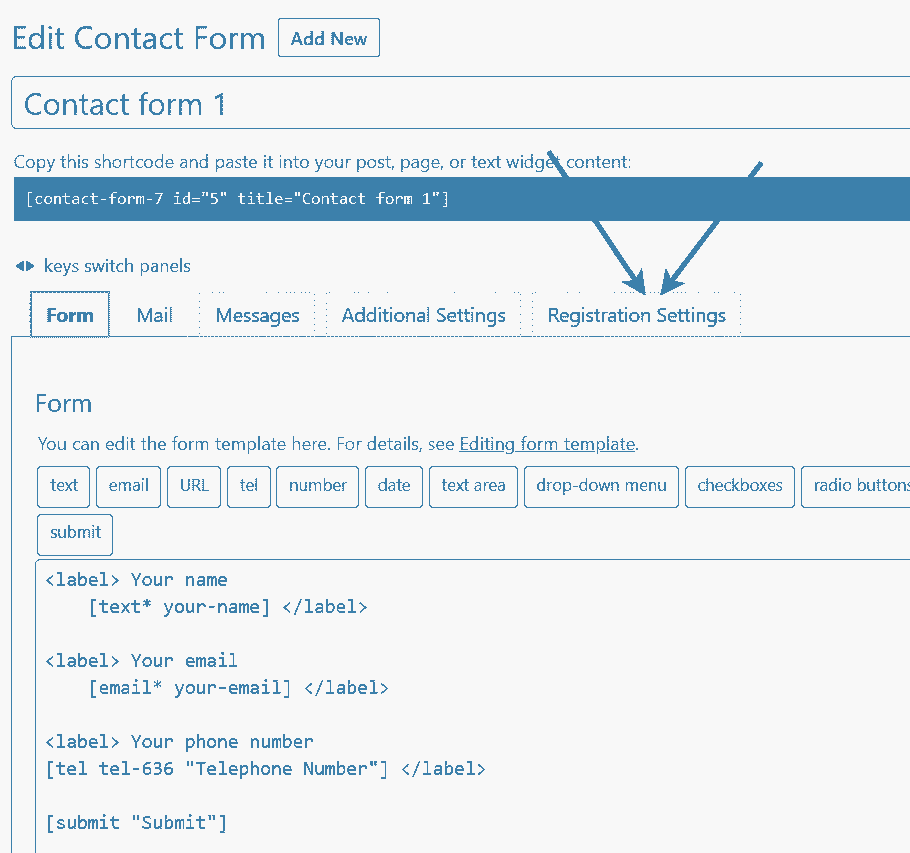 Edit Contact Form Add New
Contact form 1
Copy this shortcode and paste it into your post, page, or text widget content:
[contact-form-7 id="5" title="Contact form 1"]
keys switch panels
Form Mail Messages Additional Settings Registration Settings
Form
You can edit the form template here. For details, see Editing form template.
text email URL tel number date text area drop-down menu checkboxes radio buttons
submit
<label> Your name
[text* your-name] </label>
<label> Your email
[email* your-email] </label>
<label> Your phone number
[tel tel-636 "Telephone Number"] </label>
[submit "Submit"]